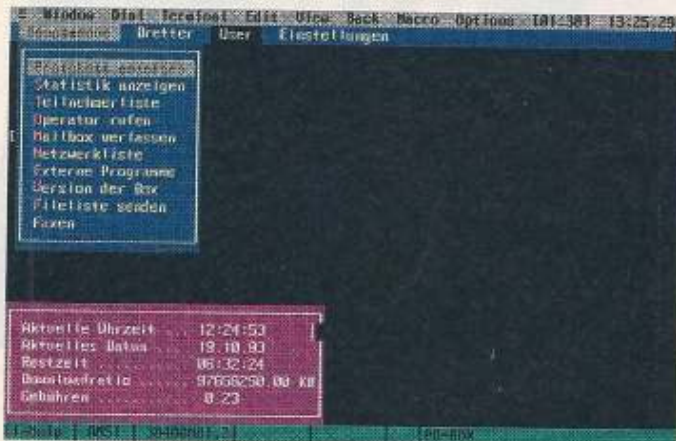 ≡ Window Dial Edit View Back Macro Options 13:25:29
Bretter User Einstellungen
Statistik anzeigen
Teilnehmerliste
Operator rufen
Mailbox verlassen
Netzwerkliste
Externe Programme
Version der Box
Fileliste senden
Faxen
Aktuelle Uhrzeit ... 12:24:53
Aktuelles Datum .... 19.10.93
Restzeit ........... 06:32:24
Downloadratio ...... 97656250.00 KB
Gebühren ........... 0.23
ANSI